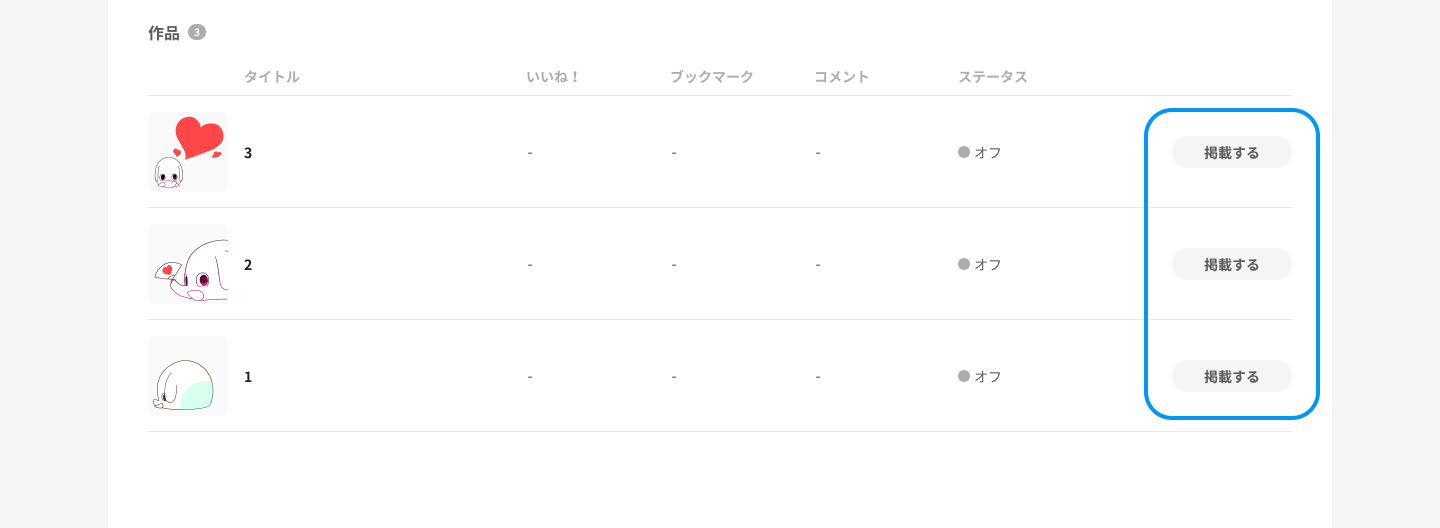 作品 3
タイトル いいね！ ブックマーク コメント ステータス
3 - - - オフ 掲載する
2 - - - オフ 掲載する
1 - - - オフ 掲載する